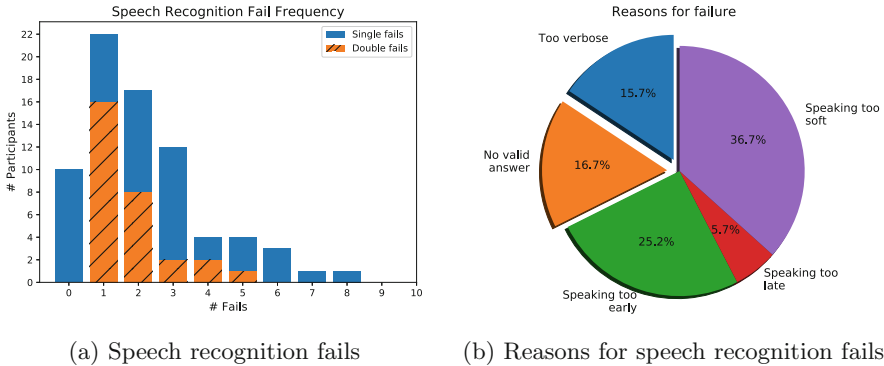 Speech Recognition Fail Frequency
22
20
18
16
14
12
10
8
6
4
2
0
# Participants
Single fails
Double fails
0 1 2 3 4 5 6 7 8 9 10
# Fails
(a) Speech recognition fails
Reasons for failure
Too verbose
15.7%
Speaking too
soft
36.7%
No valid
answer
16.7%
25.2%
5.7%
Speaking too
early
Speaking too
late
(b) Reasons for speech recognition fails